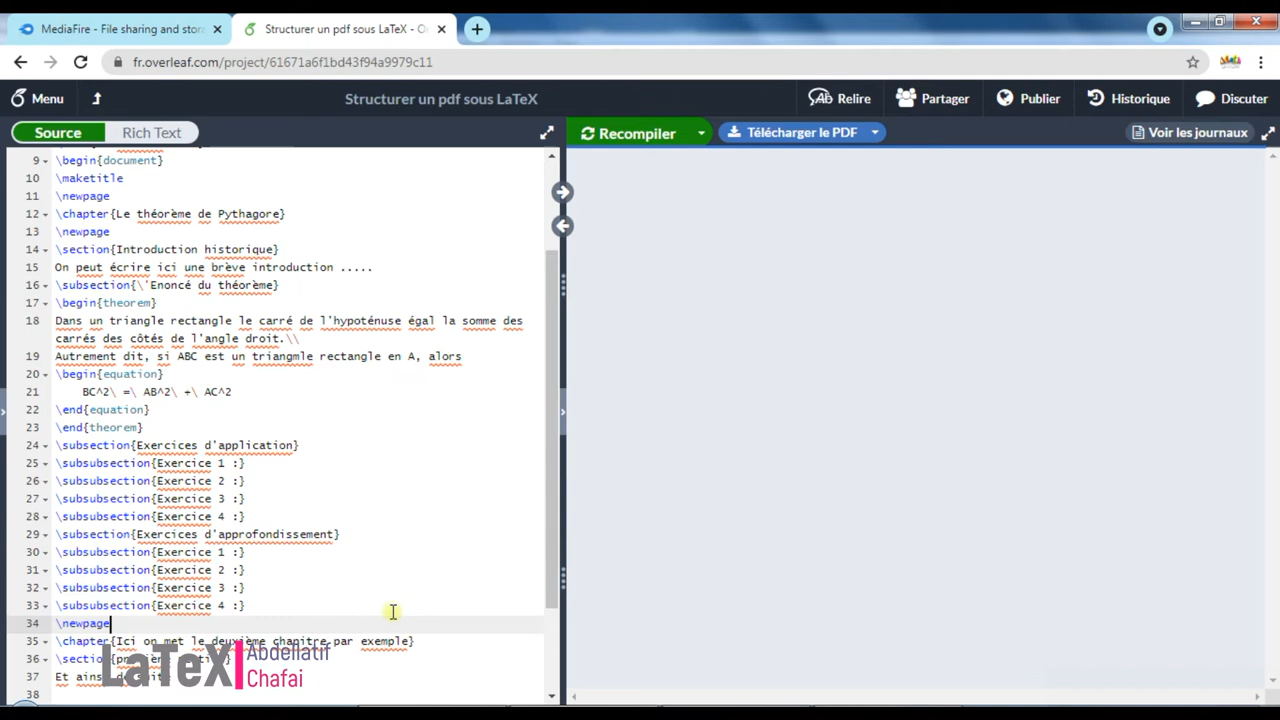 MediaFire - File sharing and stora
Structurer un pdf sous LaTeX - O
fr.overleaf.com/project/61671a6f1bd43f94a9979c11
Menu
Structurer un pdf sous LaTeX
Relire
Partager
Publier
Historique
Discuter
Source
Rich Text
Recompiler
Télécharger le PDF
Voir les journaux
9 \begin{document}
10 \maketitle
11 \newpage
12 \chapter{Le théorème de Pythagore}
13 \newpage
14 \section{Introduction historique}
15 On peut écrire ici une brève introduction .....
16 \subsection{\'Enoncé du théorème}
17 \begin{theorem}
18 Dans un triangle rectangle le carré de l'hypoténuse égal la somme des
carrés des côtés de l'angle droit.\\
19 Autrement dit, si ABC est un triangmle rectangle en A, alors
20 \begin{equation}
21 BC^2\ =\ AB^2\ +\ AC^2
22 \end{equation}
23 \end{theorem}
24 \subsection{Exercices d'application}
25 \subsubsection{Exercice 1 :}
26 \subsubsection{Exercice 2 :}
27 \subsubsection{Exercice 3 :}
28 \subsubsection{Exercice 4 :}
29 \subsection{Exercices d'approfondissement}
30 \subsubsection{Exercice 1 :}
31 \subsubsection{Exercice 2 :}
32 \subsubsection{Exercice 3 :}
33 \subsubsection{Exercice 4 :}
34 \newpage
35 \chapter{Ici on met le deuxième chapitre par exemple}
36 \section{
37 Et ains
38
LaTeX
Abdellatif
Chafai